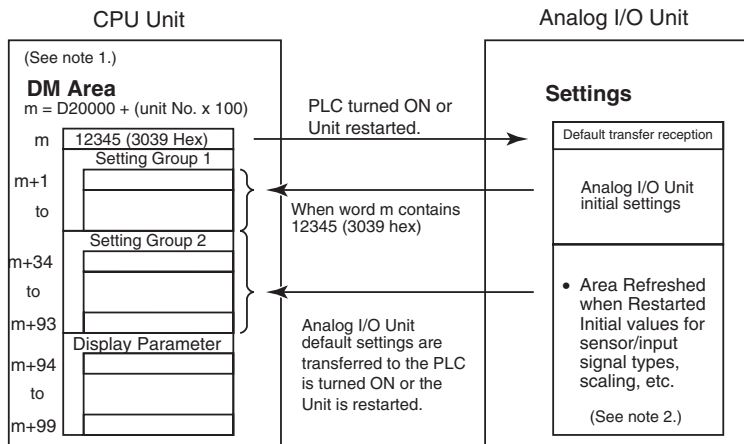 CPU Unit
Analog I/O Unit
(See note 1.)
DM Area
m = D20000 + (unit No. x 100)
m
12345 (3039 Hex)
Setting Group 1
m+1
to
Setting Group 2
m+34
to
m+93
Display Parameter
m+94
to
m+99
PLC turned ON or
Unit restarted.
When word m contains
12345 (3039 hex)
Analog I/O Unit
default settings are
transferred to the PLC
is turned ON or the
Unit is restarted.
Settings
Default transfer reception
Analog I/O Unit
initial settings
• Area Refreshed
when Restarted
Initial values for
sensor/input
signal types,
scaling, etc.
(See note 2.)